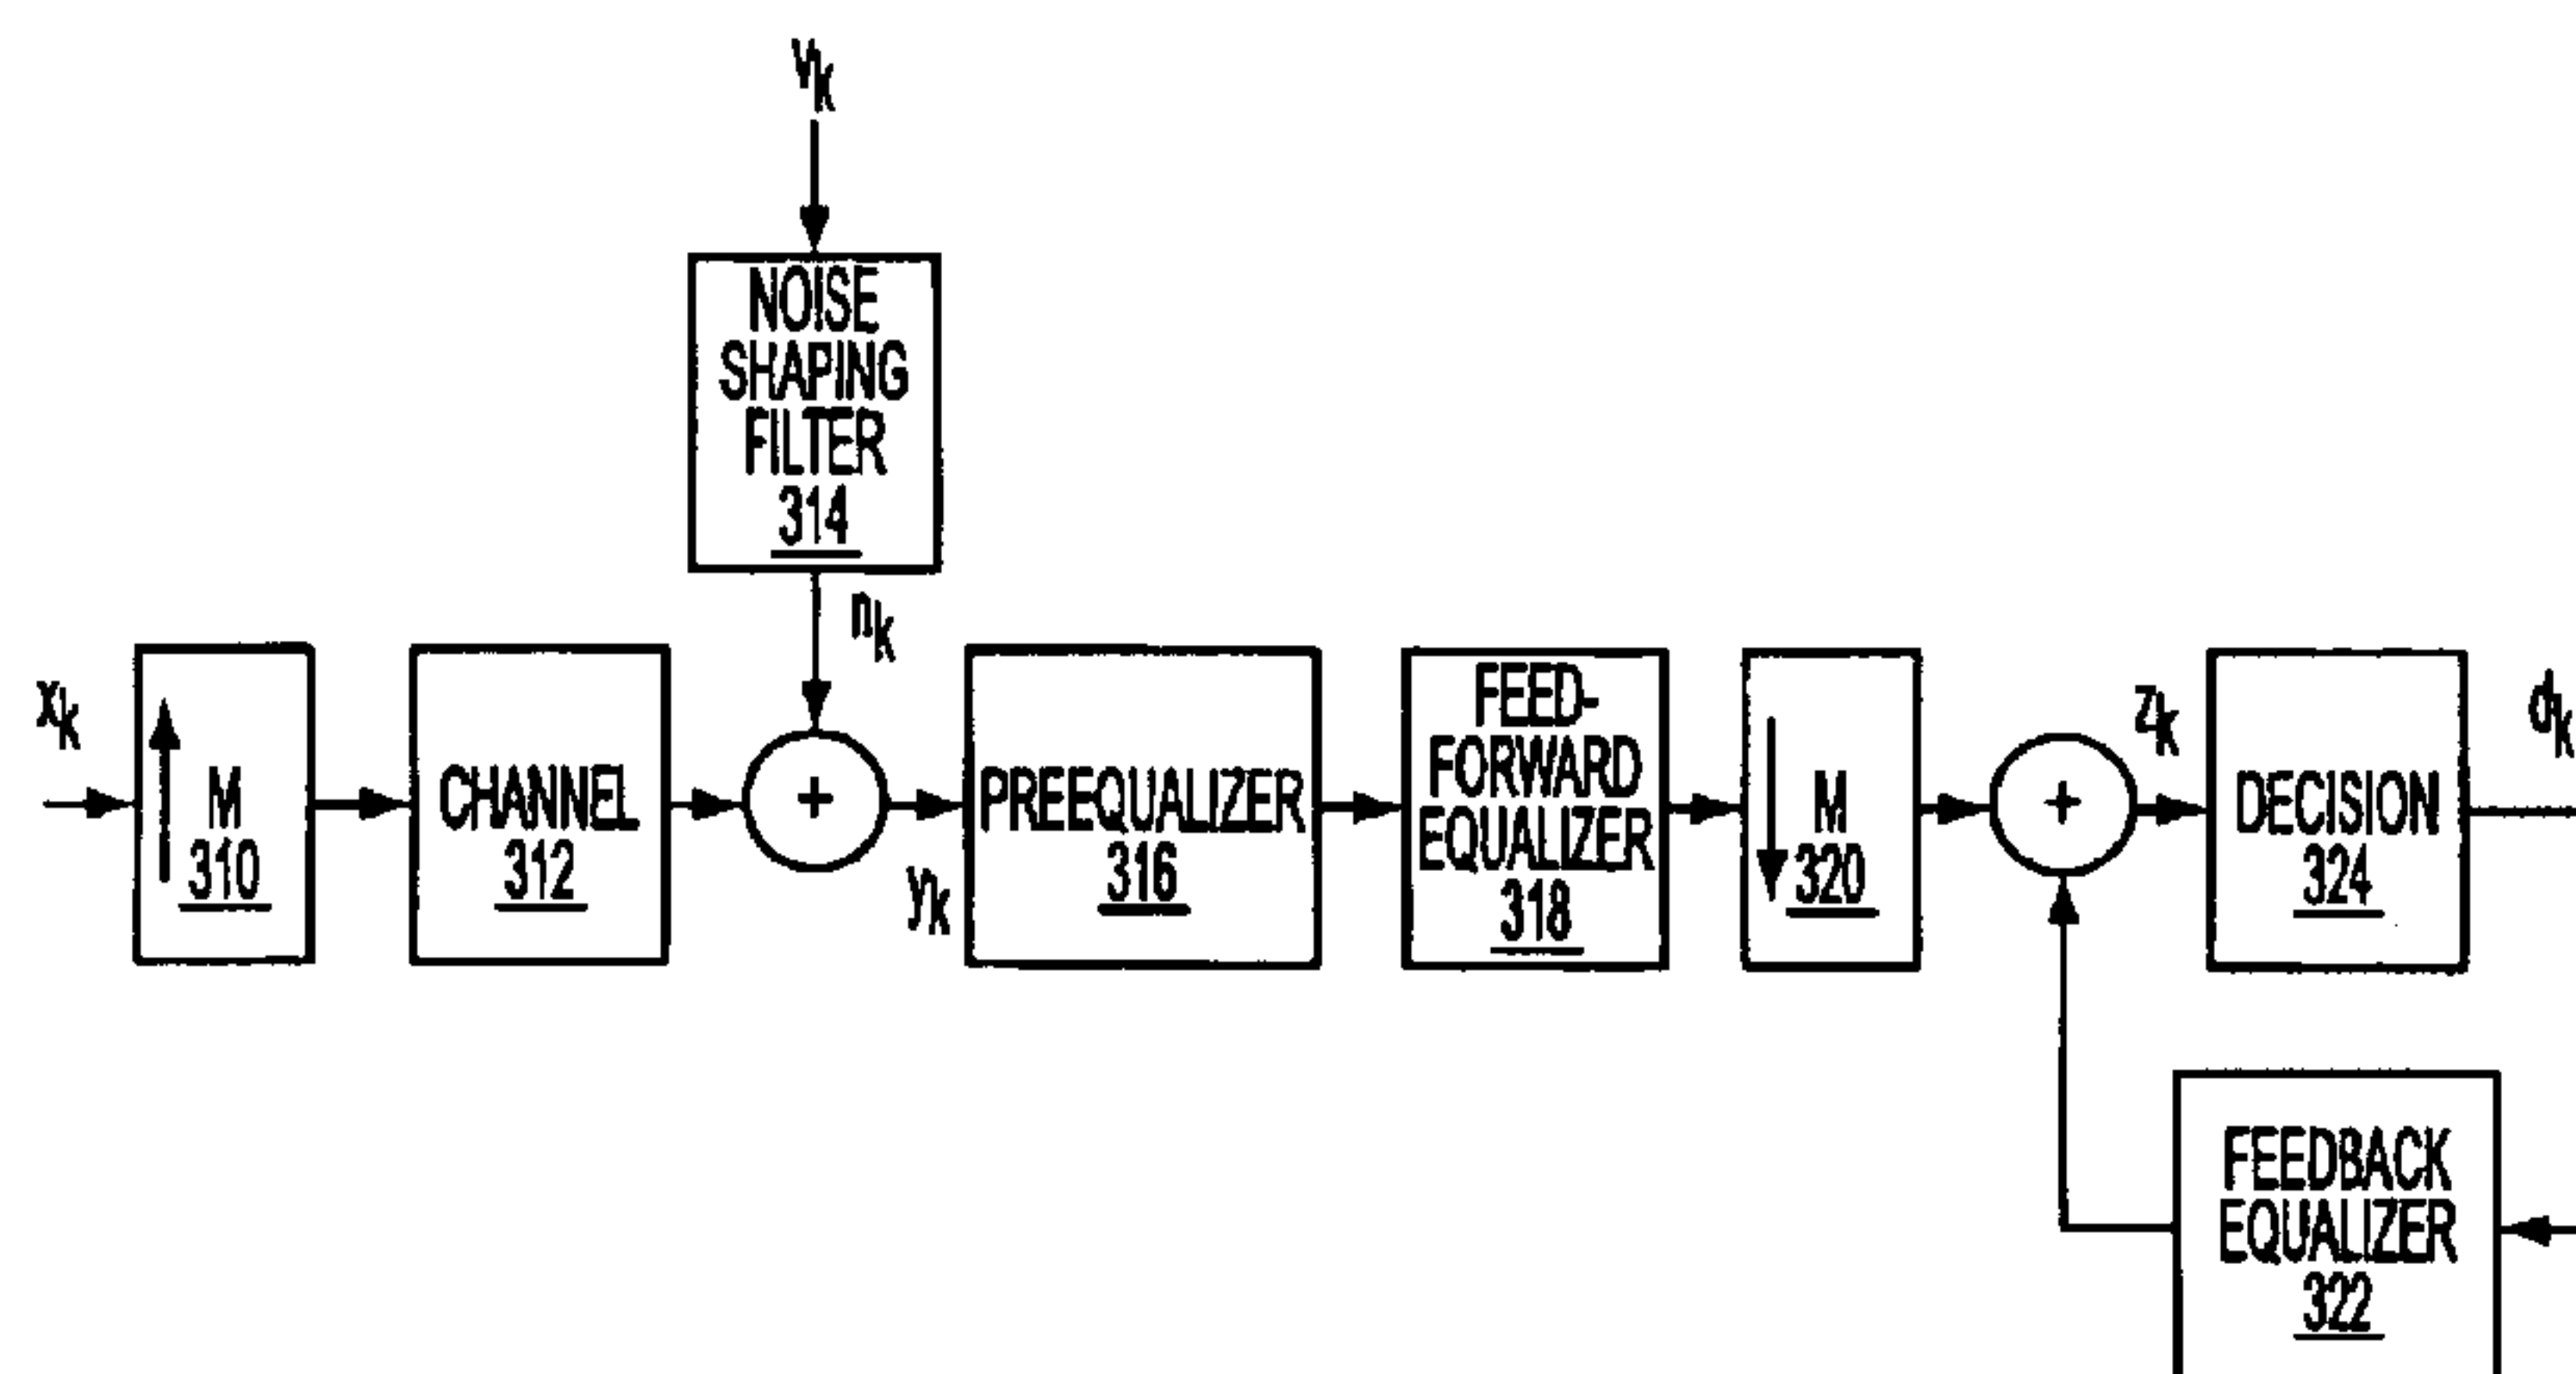 vk
NOISE
SHAPING
FILTER
314
nk
xk
M
310
CHANNEL
312
+
yk
PREEQUALIZER
316
FEED-
FORWARD
EQUALIZER
318
M
320
+
zk
DECISION
324
dk
FEEDBACK
EQUALIZER
322